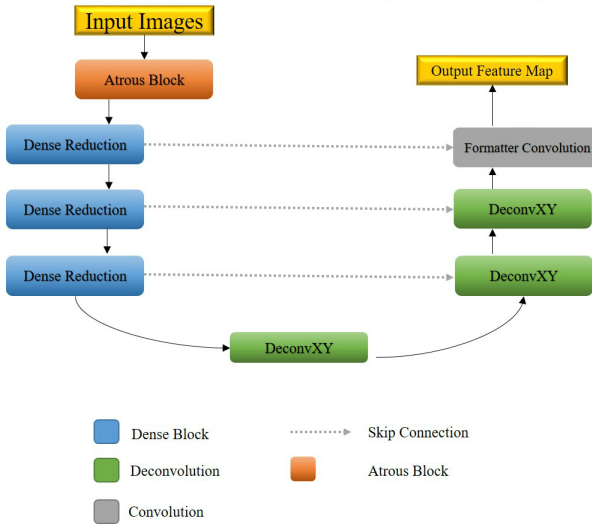 Input Images
Atrous Block
Output Feature Map
Dense Reduction
Formatter Convolution
Dense Reduction
DeconvXY
Dense Reduction
DeconvXY
DeconvXY
Dense Block
Skip Connection
Deconvolution
Atrous Block
Convolution